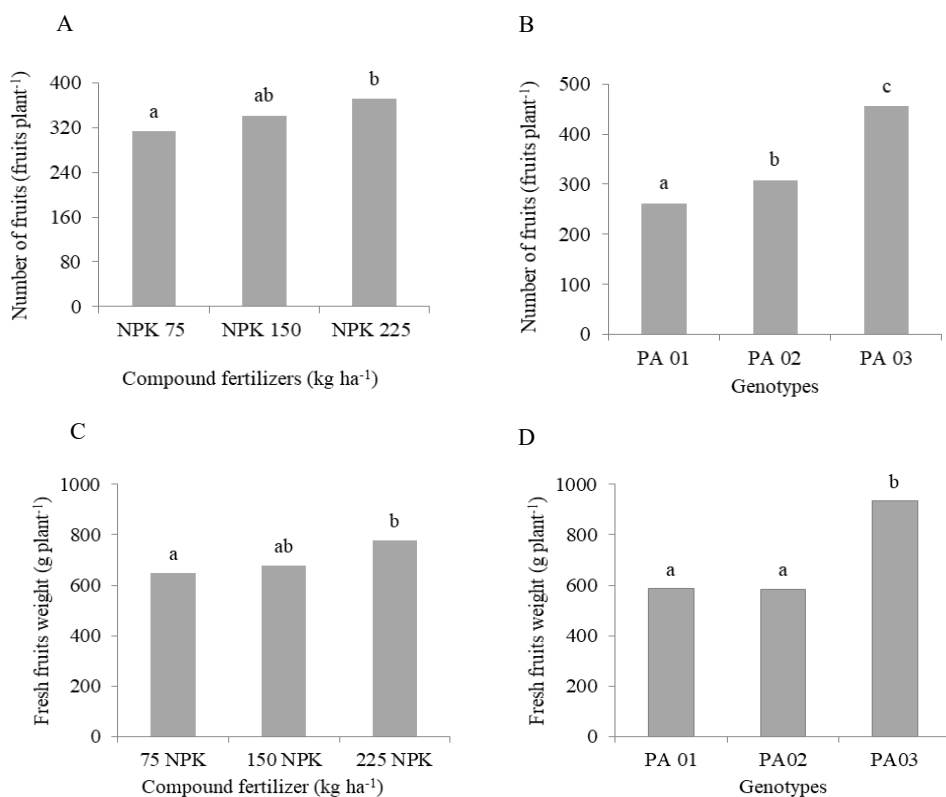 A
Number of fruits (fruits plant⁻¹)
400
320
240
160
80
0
a
ab
b
NPK 75
NPK 150
NPK 225
Compound fertilizers (kg ha⁻¹)
B
Number of fruits (fruits plant⁻¹)
500
400
300
200
100
0
a
b
c
PA 01
PA 02
PA 03
Genotypes
C
Fresh fruits weight (g plant⁻¹)
1000
800
600
400
200
0
a
ab
b
75 NPK
150 NPK
225 NPK
Compound fertilizer (kg ha⁻¹)
D
Fresh fruits weight (g plant⁻¹)
1000
800
600
400
200
0
a
a
b
PA 01
PA02
PA03
Genotypes